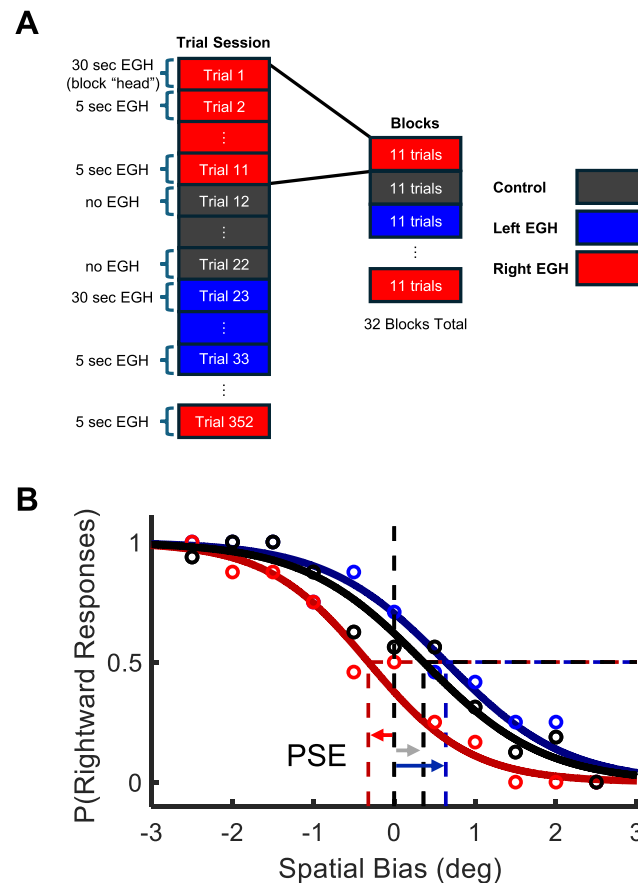 A
Trial Session
30 sec EGH
(block “head”)
Trial 1
5 sec EGH
Trial 2
⋮
5 sec EGH
Trial 11
no EGH
Trial 12
⋮
no EGH
Trial 22
30 sec EGH
Trial 23
⋮
5 sec EGH
Trial 33
⋮
5 sec EGH
Trial 352
Blocks
11 trials
11 trials
11 trials
⋮
11 trials
32 Blocks Total
Control
Left EGH
Right EGH
B
P(Rightward Responses)
1
0.5
0
PSE
-3 -2 -1 0 1 2 3
Spatial Bias (deg)